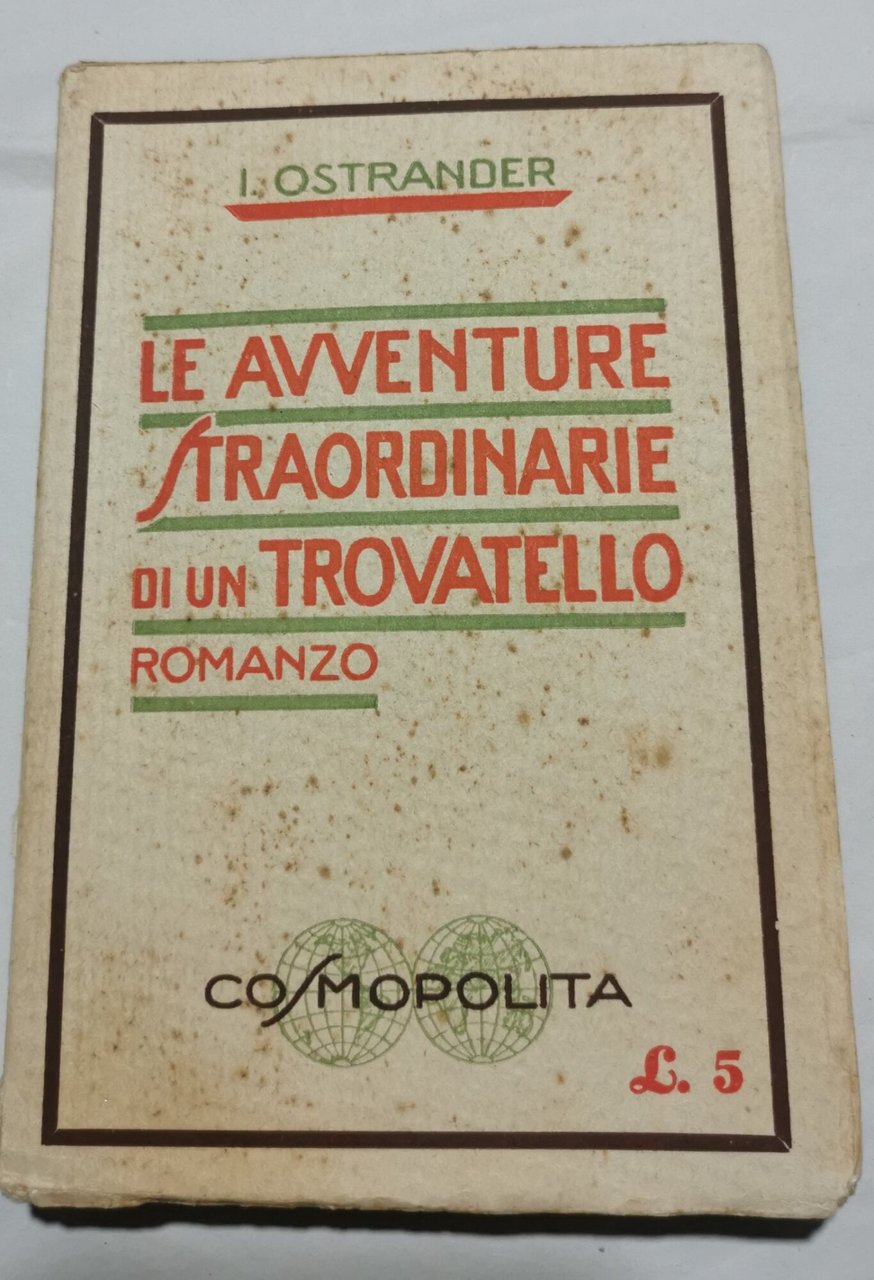 I. OSTRANDER
LE AVVENTURE
STRAORDINARIE
DI UN TROVATELLO
ROMANZO
COSMOPOLITA
L. 5